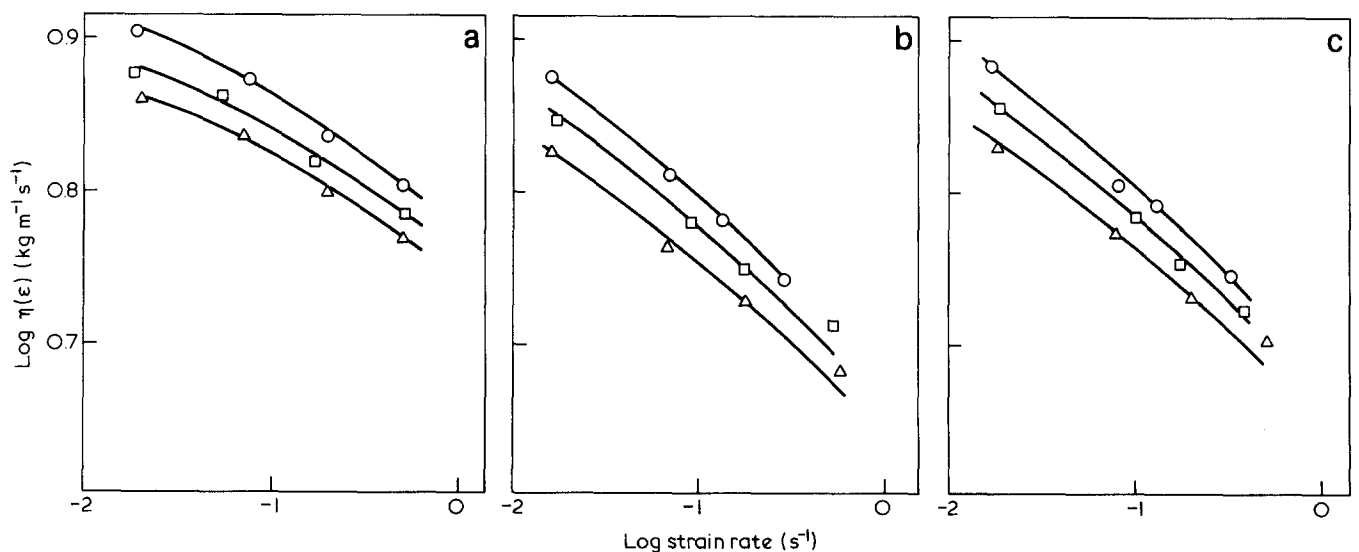 a
b
c
0.9
0.8
0.7
Log η(ε) (kg m⁻¹ s⁻¹)
-2
-1
0
-2
-1
0
-2
-1
0
Log strain rate (s⁻¹)